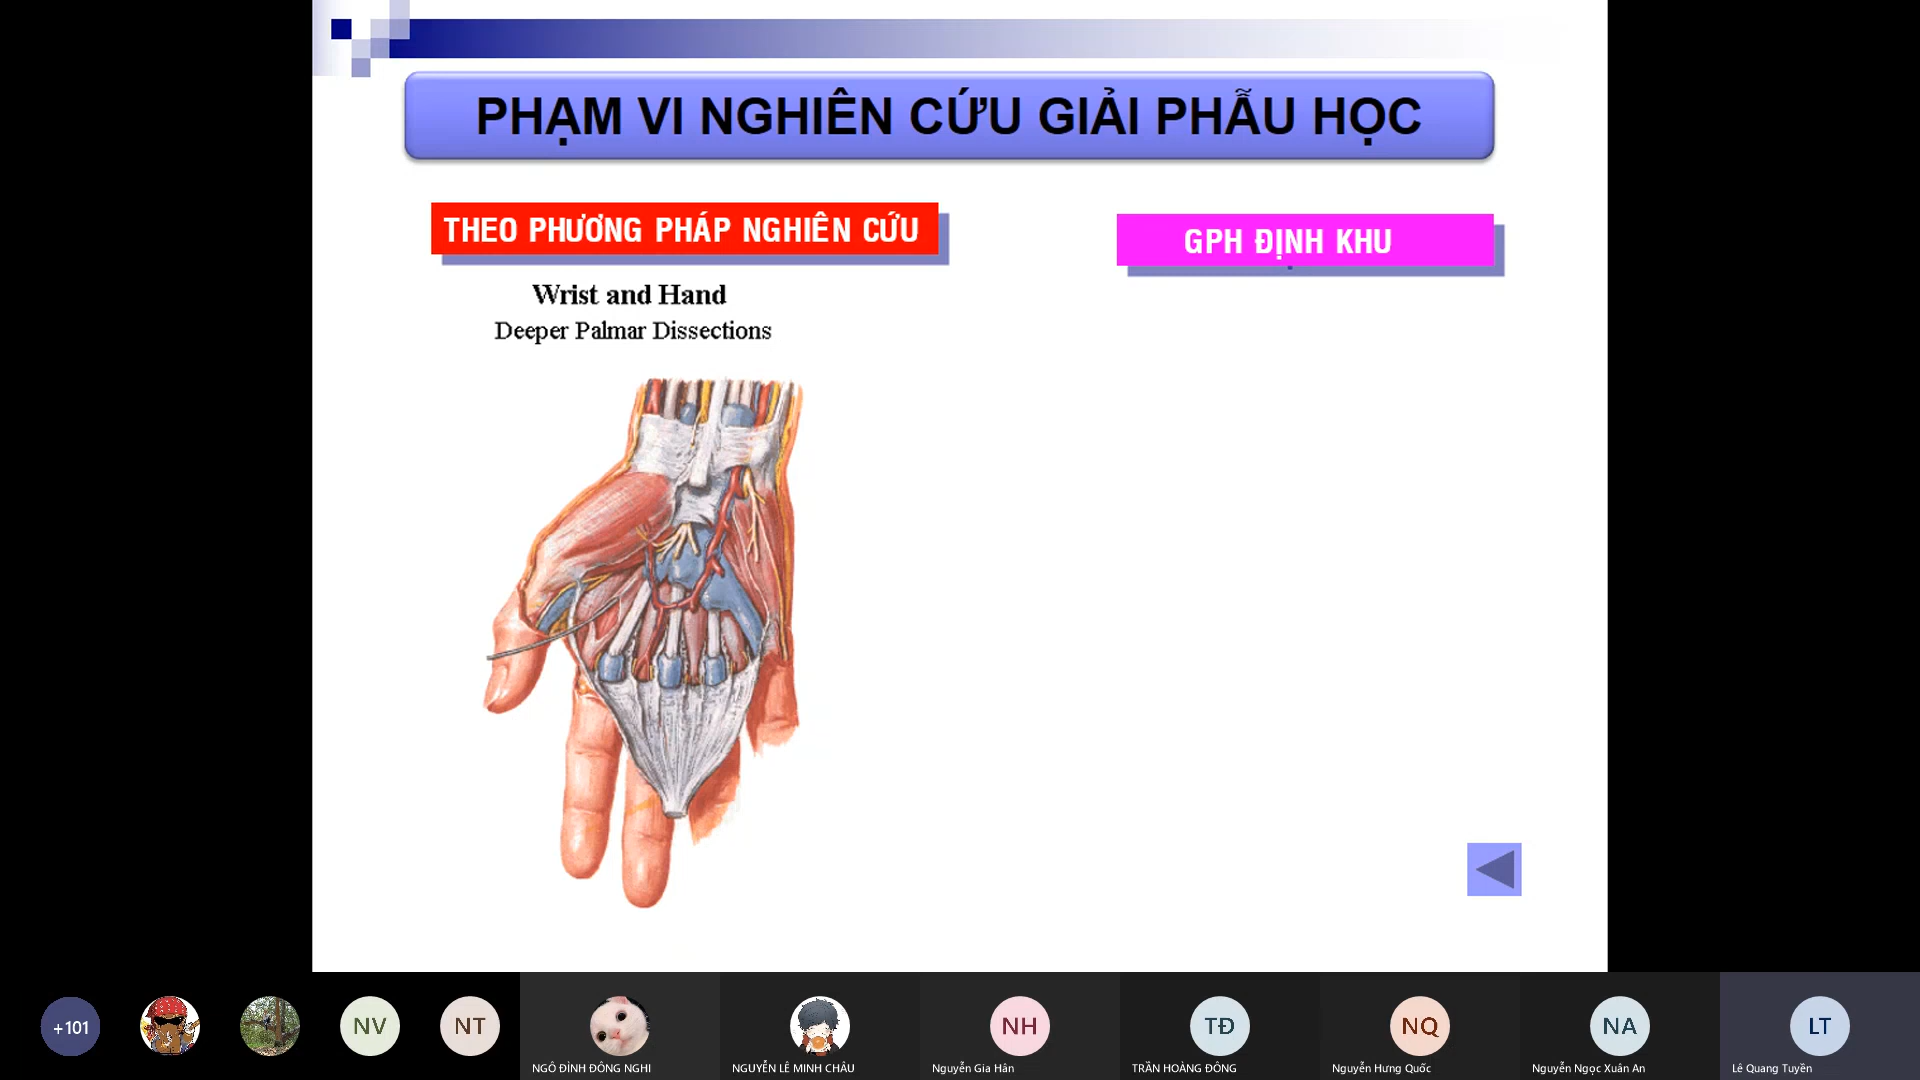 PHẠM VI NGHIÊN CỨU GIẢI PHẪU HỌC
THEO PHƯƠNG PHÁP NGHIÊN CỨU
GPH ĐỊNH KHU
Wrist and Hand
Deeper Palmar Dissections
+101
NV
NT
NH
TĐ
NQ
NA
LT
NGÔ ĐÌNH ĐÔNG NGHI
NGUYỄN LÊ MINH CHÂU
Nguyễn Gia Hân
TRẦN HOÀNG ĐÔNG
Nguyễn Hưng Quốc
Nguyễn Ngọc Xuân An
Lê Quang Tuyền